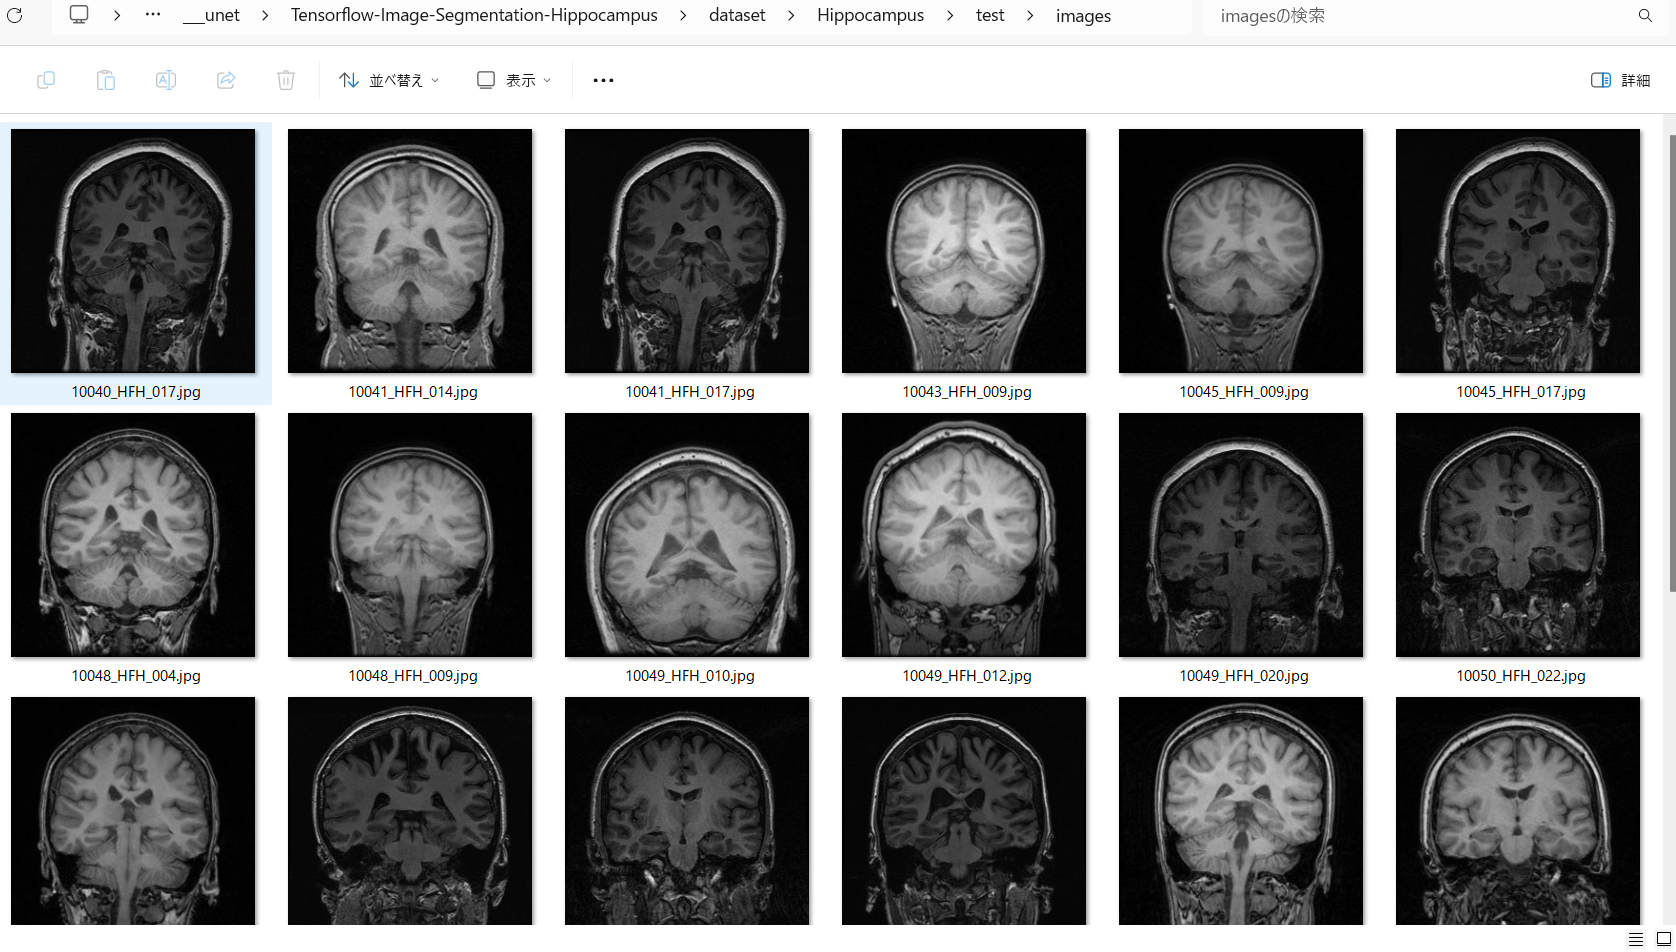 ___unet > Tensorflow-Image-Segmentation-Hippocampus > dataset > Hippocampus > test > images
imagesの検索
並べ替え 表示 詳細
10040_HFH_017.jpg 10041_HFH_014.jpg 10041_HFH_017.jpg 10043_HFH_009.jpg 10045_HFH_009.jpg 10045_HFH_017.jpg
10048_HFH_004.jpg 10048_HFH_009.jpg 10049_HFH_010.jpg 10049_HFH_012.jpg 10049_HFH_020.jpg 10050_HFH_022.jpg